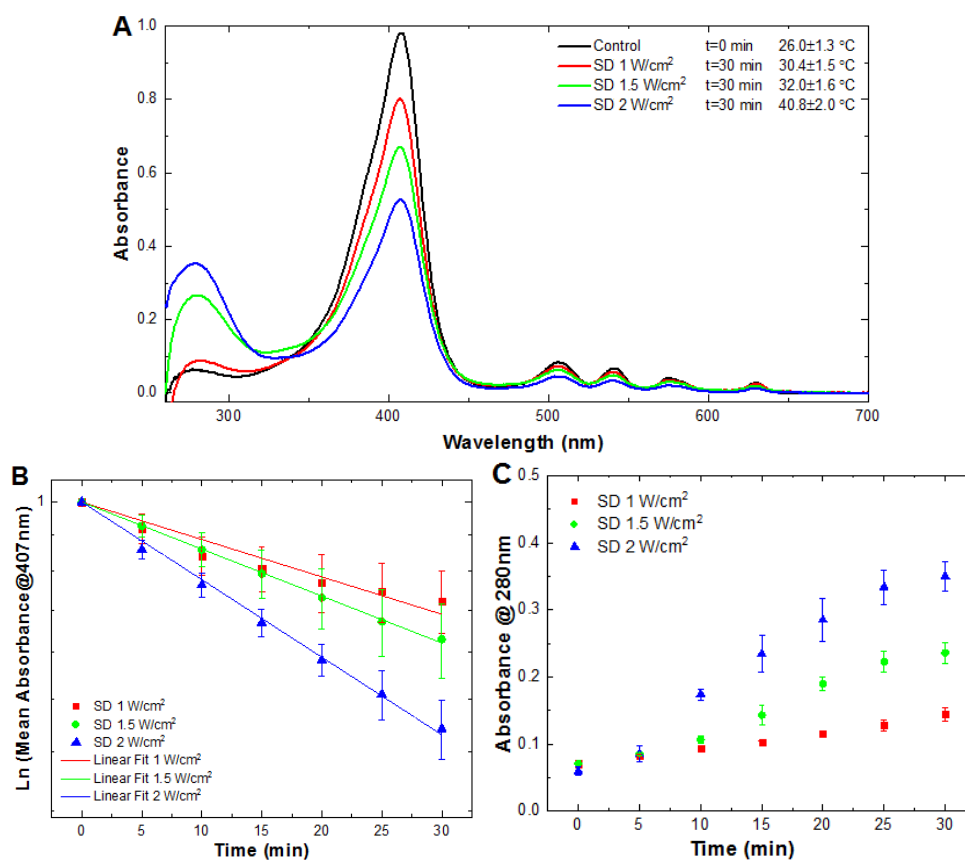 A
1.0
0.8
0.6
0.4
0.2
0.0
Absorbance
Control t=0 min 26.0±1.3 °C
SD 1 W/cm² t=30 min 30.4±1.5 °C
SD 1.5 W/cm² t=30 min 32.0±1.6 °C
SD 2 W/cm² t=30 min 40.8±2.0 °C
300 400 500 600 700
Wavelength (nm)
B
1
Ln (Mean Absorbance@407nm)
SD 1 W/cm²
SD 1.5 W/cm²
SD 2 W/cm²
Linear Fit 1 W/cm²
Linear Fit 1.5 W/cm²
Linear Fit 2 W/cm²
0 5 10 15 20 25 30
Time (min)
C
0.5
0.4
0.3
0.2
0.1
0.0
Absorbance @ 280nm
SD 1 W/cm²
SD 1.5 W/cm²
SD 2 W/cm²
0 5 10 15 20 25 30
Time (min)